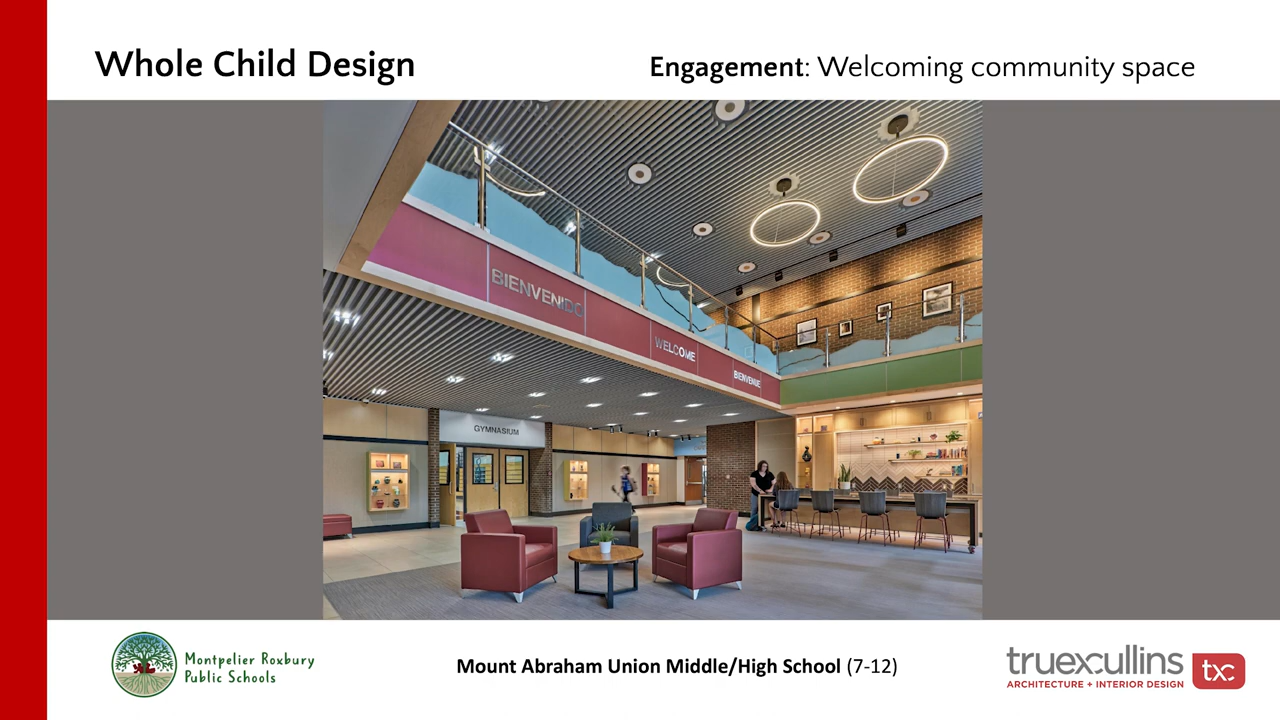 Whole Child Design
Engagement: Welcoming community space
BIENVENIDO
WELCOME
BIENVENUE
GYMNASIUM
Montpelier Roxbury
Public Schools
Mount Abraham Union Middle/High School (7-12)
truexcullins
ARCHITECTURE + INTERIOR DESIGN
txc